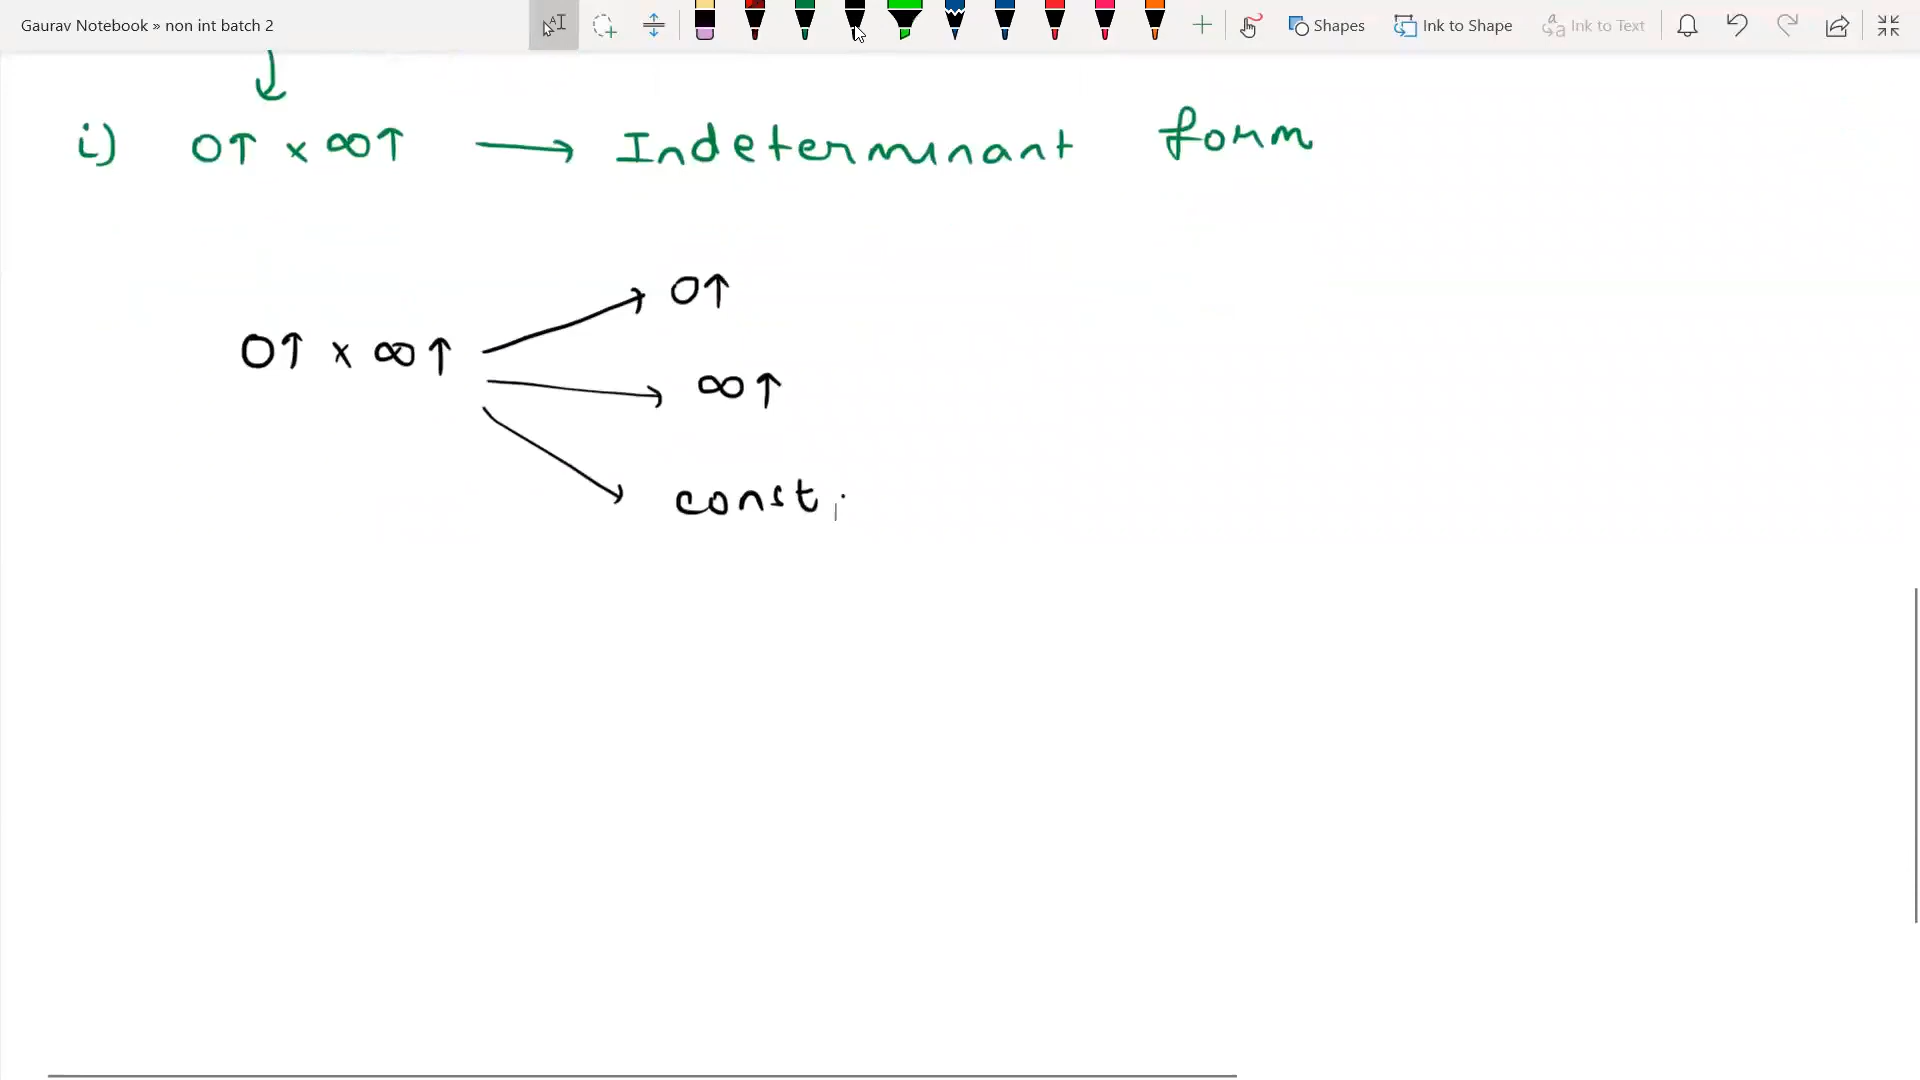 Gaurav Notebook » non int batch 2
Shapes
Ink to Shape
Ink to Text
i) 0↑ × ∞↑ → Indeterminant form
0↑
0↑ × ∞↑
∞↑
const